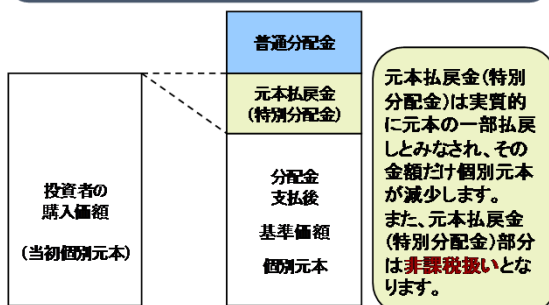 普通分配金
元本払戻金
(特別分配金)
投資者の
購入価額
(当初個別元本)
分配金
支払後
基準価額
個別元本
元本払戻金(特別
分配金)は実質的
に元本の一部払戻
しとみなされ、その
金額だけ個別元本
が減少します。
また、元本払戻金
(特別分配金)部分
は非課税扱いとな
ります。